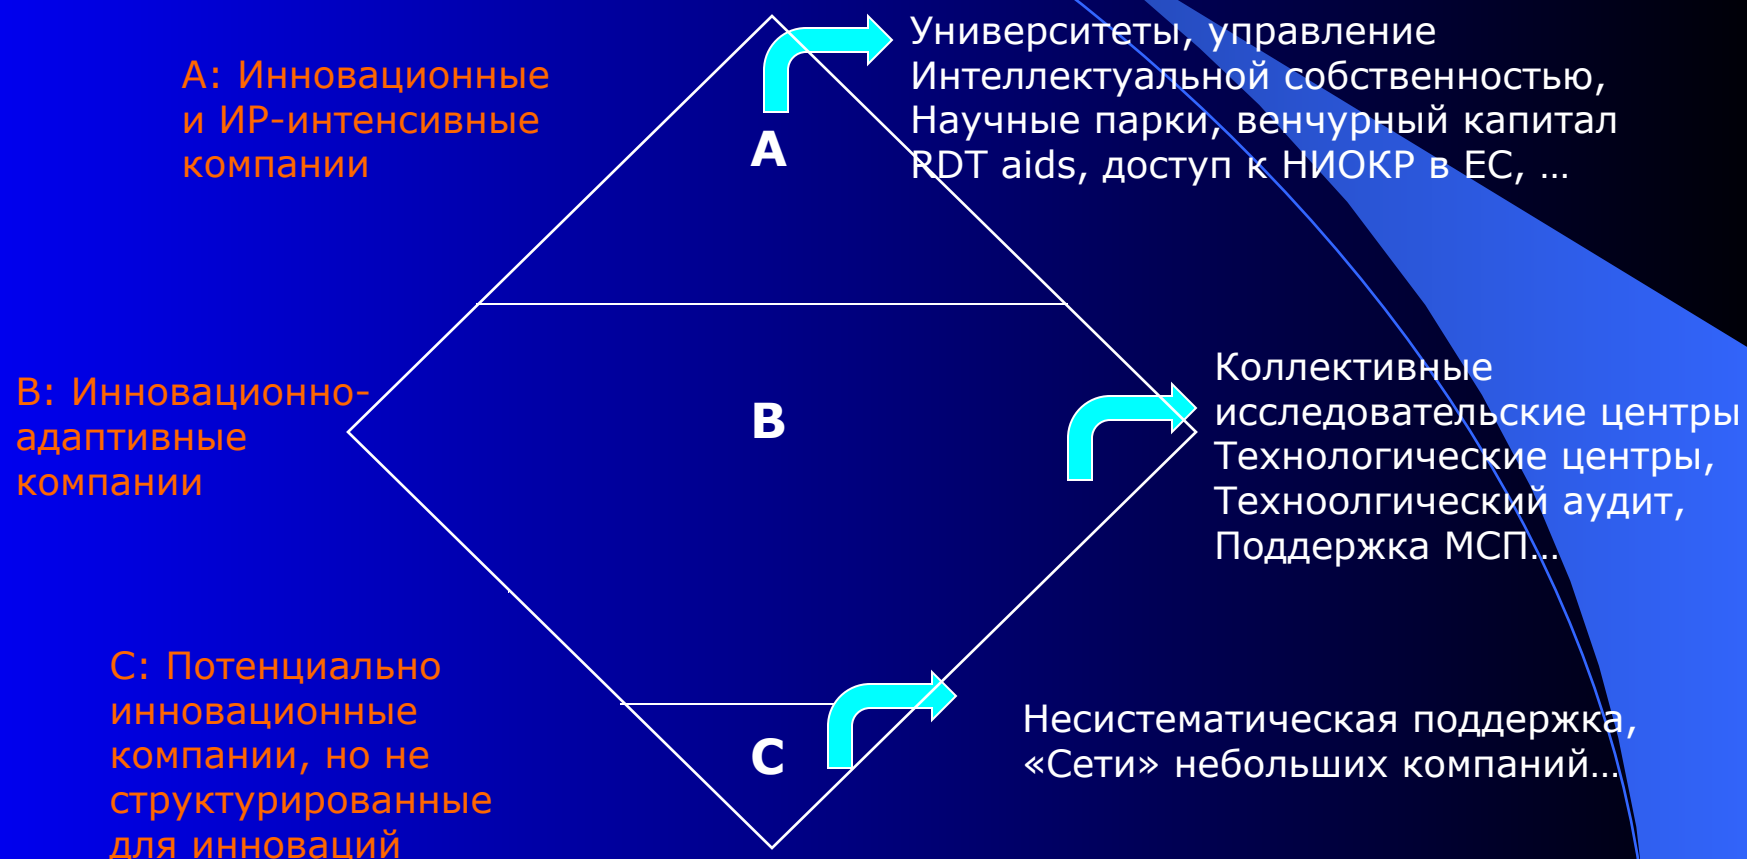 А: Инновационные
и ИР-интенсивные
компании
A
Университеты, управление
Интеллектуальной собственностью,
Научные парки, венчурный капитал
RDT aids, доступ к НИОКР в ЕС, …
В: Инновационно-
адаптивные
компании
B
Коллективные
исследовательские центры
Технологические центры,
Техноолгический аудит,
Поддержка МСП…
С: Потенциально
инновационные
компании, но не
структурированные
для инноваций
C
Несистематическая поддержка,
«Сети» небольших компаний…